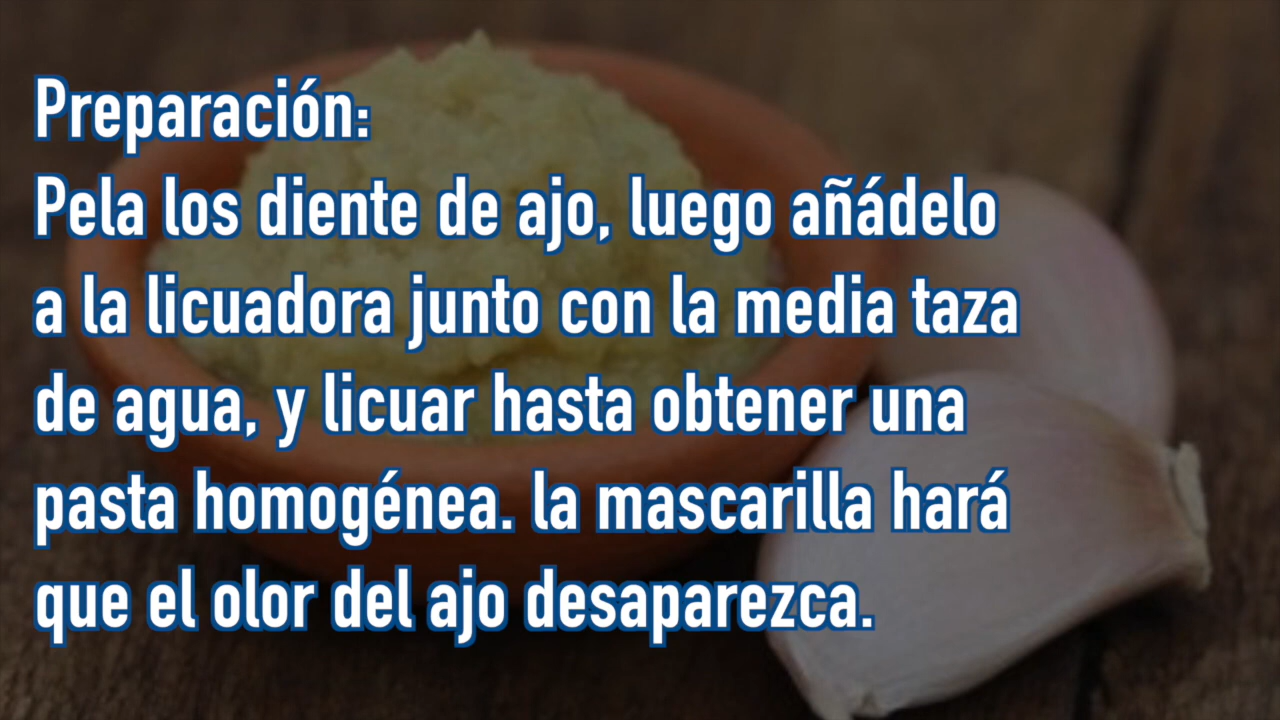 Preparación:
Pela los diente de ajo, luego añádelo
a la licuadora junto con la media taza
de agua, y licuar hasta obtener una
pasta homogénea. la mascarilla hará
que el olor del ajo desaparezca.